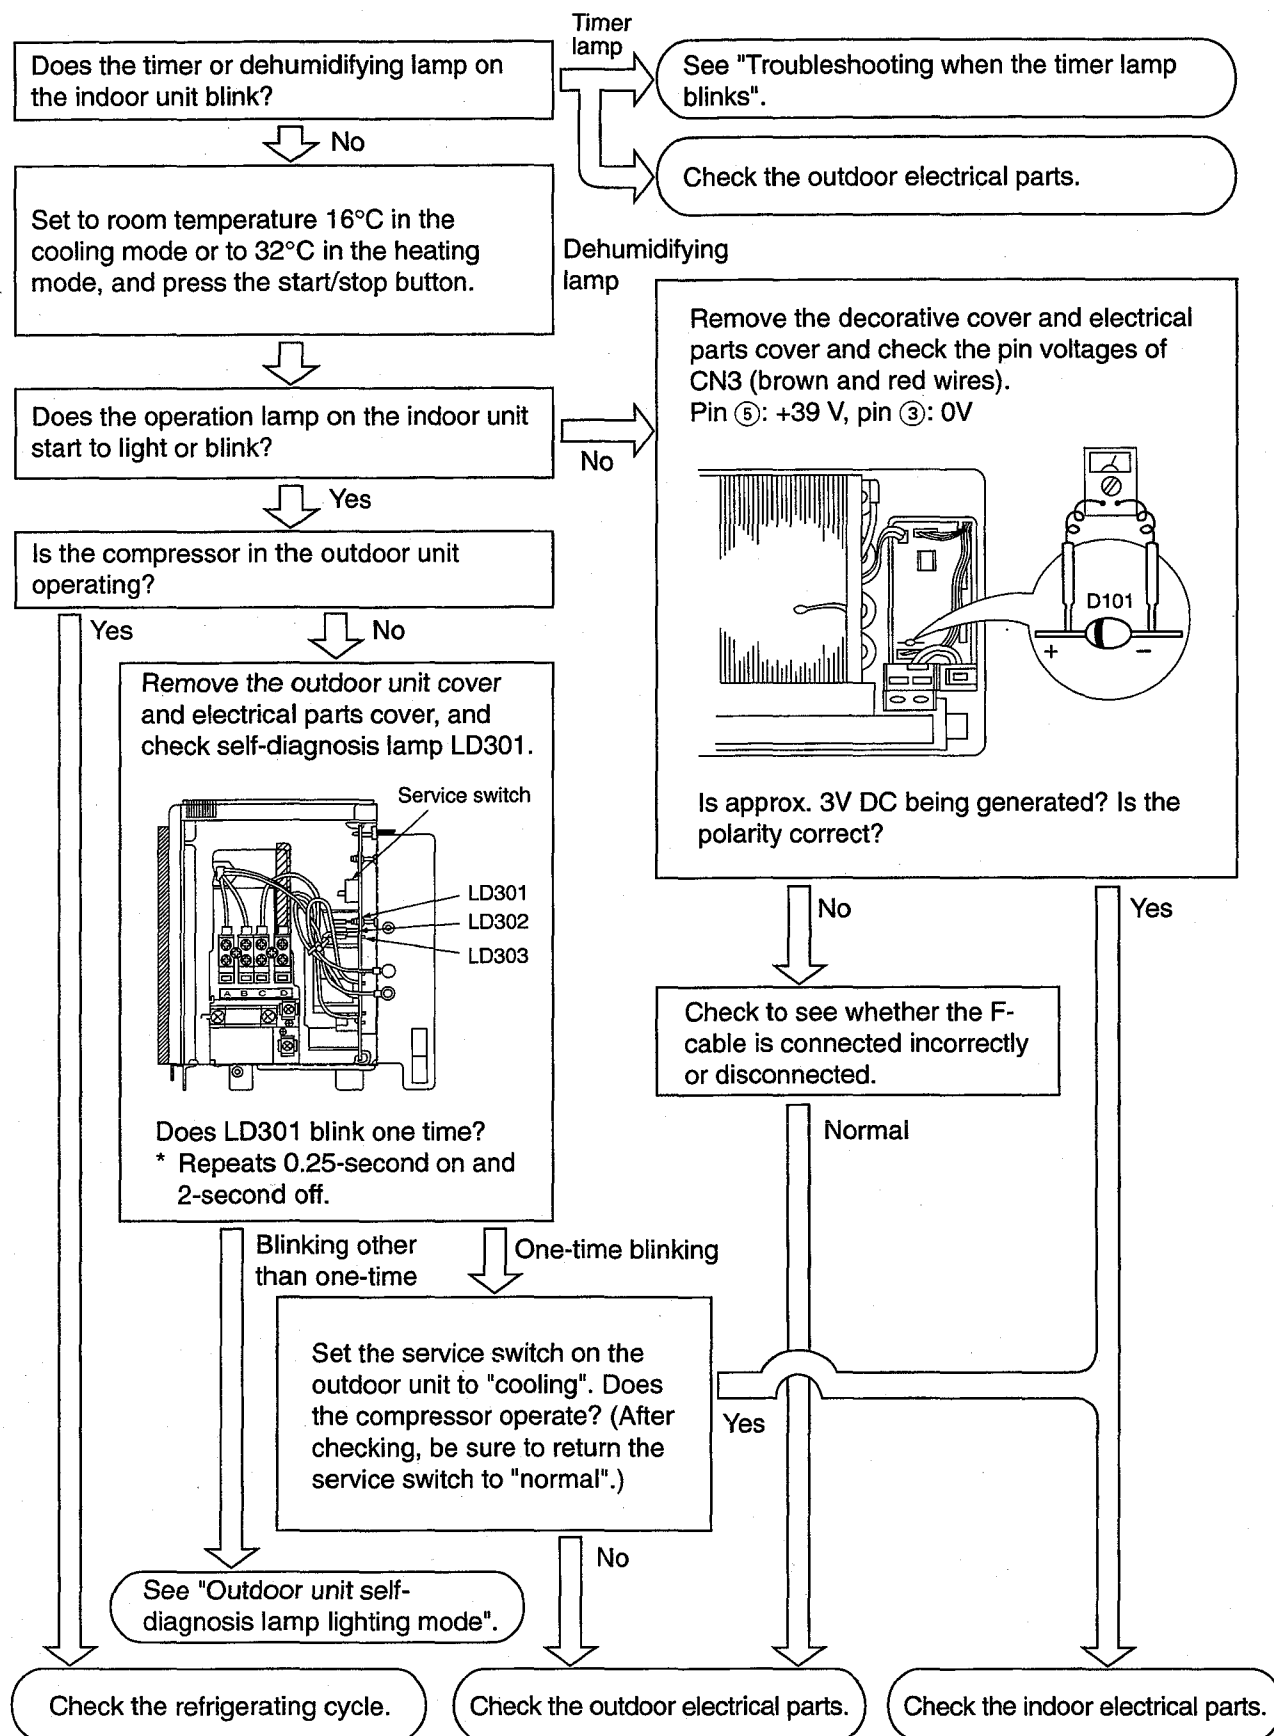 Timer
lamp
Does the timer or dehumidifying lamp on
the indoor unit blink?
See "Troubleshooting when the timer lamp
blinks".
No
Check the outdoor electrical parts.
Set to room temperature 16°C in the
cooling mode or to 32°C in the heating
mode, and press the start/stop button.
Dehumidifying
lamp
Remove the decorative cover and electrical
parts cover and check the pin voltages of
CN3 (brown and red wires).
Pin ⑤: +39 V, pin ③: 0V
Does the operation lamp on the indoor unit
start to light or blink?
No
Yes
Is the compressor in the outdoor unit
operating?
D101
+ −
Yes
No
Remove the outdoor unit cover
and electrical parts cover, and
check self-diagnosis lamp LD301.
Service switch
LD301
LD302
LD303
A B C D
Is approx. 3V DC being generated? Is the
polarity correct?
No
Yes
Check to see whether the F-
cable is connected incorrectly
or disconnected.
Normal
Does LD301 blink one time?
* Repeats 0.25-second on and
2-second off.
Blinking other
than one-time
One-time blinking
Set the service switch on the
outdoor unit to "cooling". Does
the compressor operate? (After
checking, be sure to return the
service switch to "normal".)
Yes
No
See "Outdoor unit self-
diagnosis lamp lighting mode".
Check the refrigerating cycle.
Check the outdoor electrical parts.
Check the indoor electrical parts.